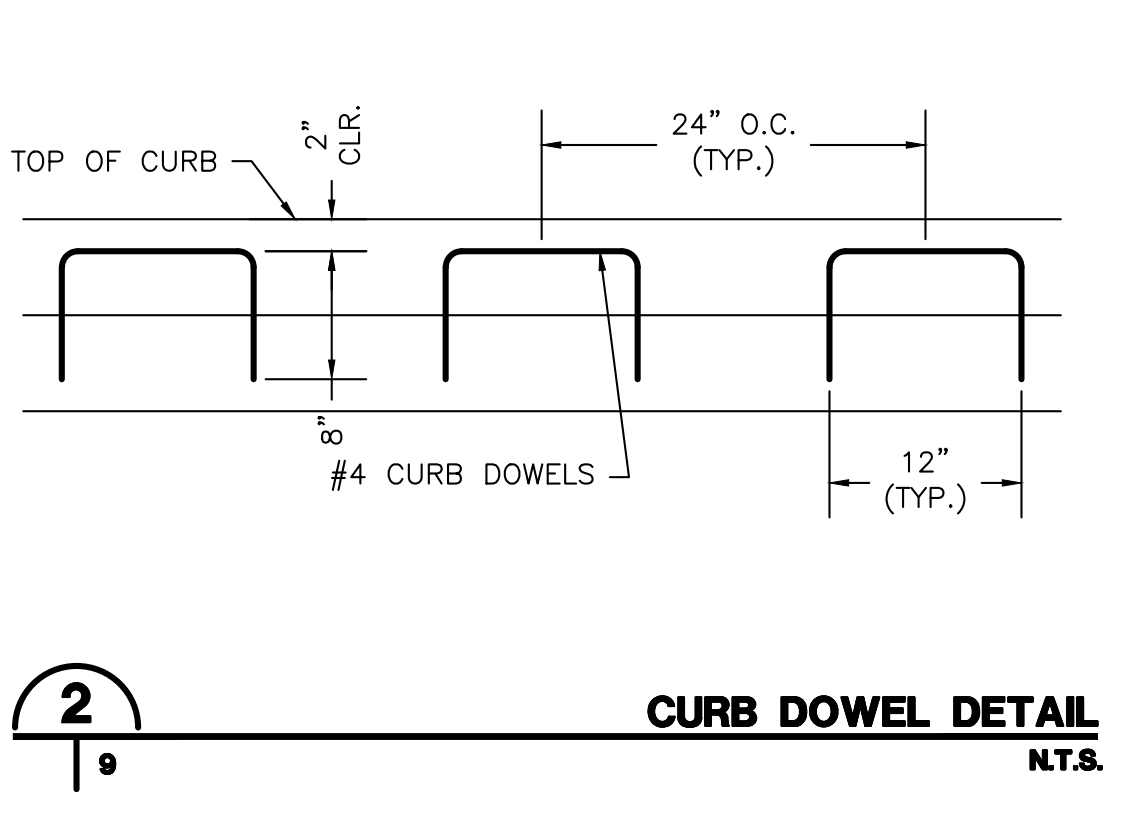 2”
CLR.
24” O.C.
(TYP.)
TOP OF CURB
8”
#4 CURB DOWELS
12”
(TYP.)
2
CURB DOWEL DETAIL
9
N.T.S.